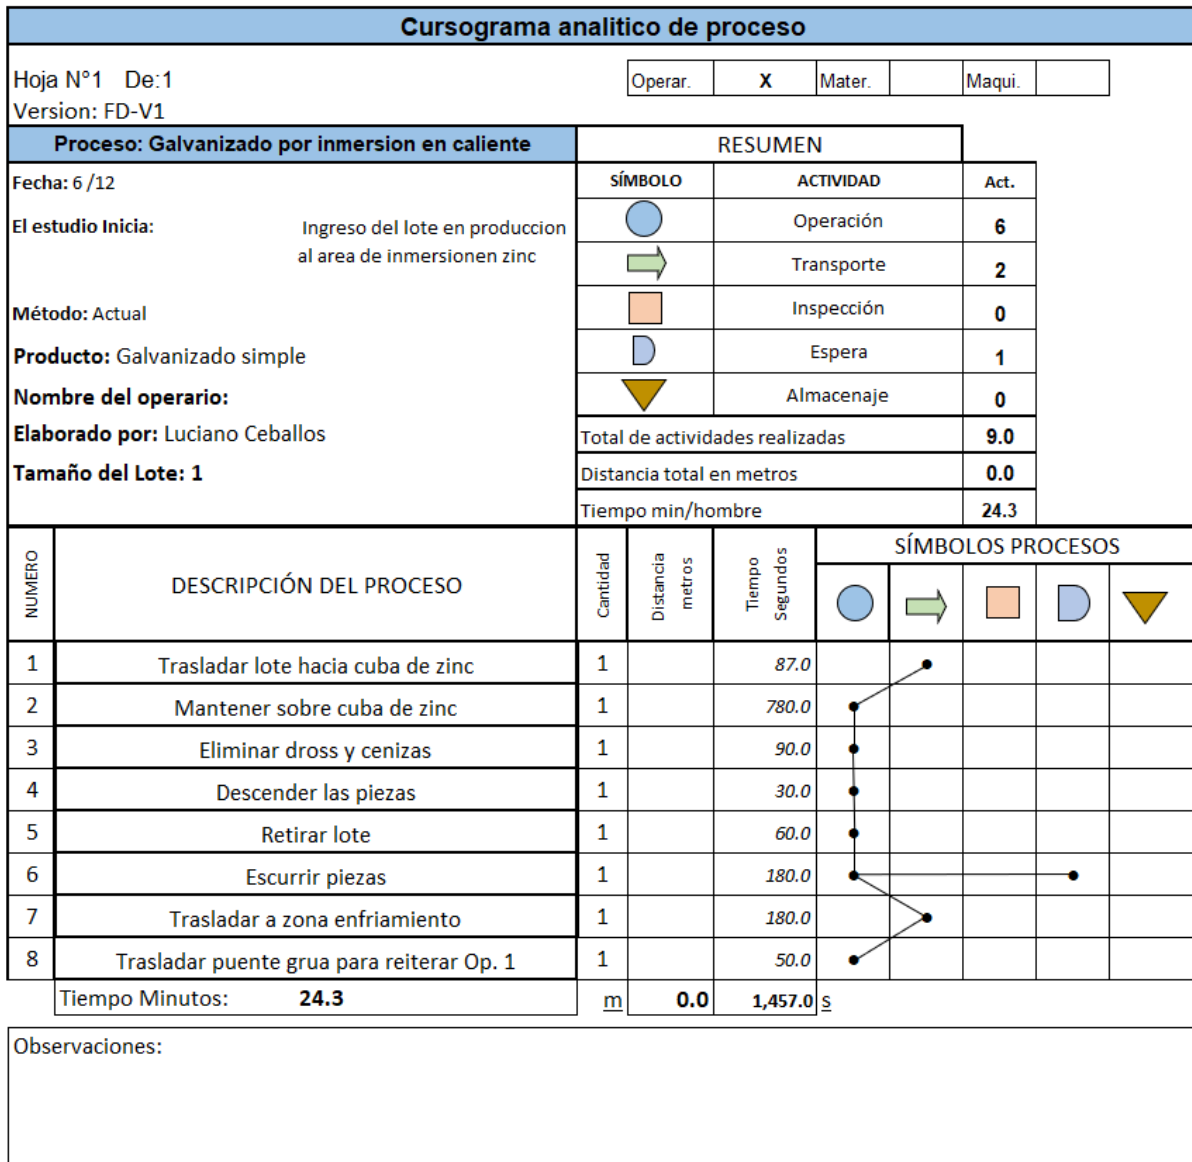 Cursograma analitico de proceso
Hoja N°1 De:1
Operar. X Mater. Maqui.
Version: FD-V1
Proceso: Galvanizado por inmersion en caliente
RESUMEN
Fecha: 6 /12
SÍMBOLO ACTIVIDAD Act.
El estudio Inicia: Ingreso del lote en produccion
al area de inmersionen zinc
Operación 6
Transporte 2
Método: Actual
Inspección 0
Producto: Galvanizado simple
Espera 1
Nombre del operario:
Almacenaje 0
Elaborado por: Luciano Ceballos
Total de actividades realizadas 9.0
Tamaño del Lote: 1
Distancia total en metros 0.0
Tiempo min/hombre 24.3
NUMERO
DESCRIPCIÓN DEL PROCESO
Cantidad
Distancia
metros
Tiempo
Segundos
SÍMBOLOS PROCESOS
1 Trasladar lote hacia cuba de zinc 1 87.0
2 Mantener sobre cuba de zinc 1 780.0
3 Eliminar dross y cenizas 1 90.0
4 Descender las piezas 1 30.0
5 Retirar lote 1 60.0
6 Escurrir piezas 1 180.0
7 Trasladar a zona enfriamiento 1 180.0
8 Trasladar puente grua para reiterar Op. 1 1 50.0
Tiempo Minutos: 24.3 m 0.0 1,457.0 s
Observaciones: